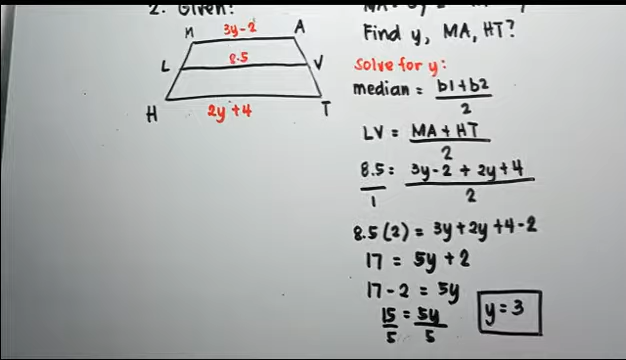 2. Given:
M 3y-2 A
L 8.5 V
H 2y+4 T
Find y, MA, HT?
Solve for y:
median = b1+b2
2
LV = MA+HT
2
8.5 = 3y-2 + 2y+4
1 2
8.5(2) = 3y+2y+4-2
17 = 5y+2
17-2 = 5y
15 = 5y
5 5
y=3